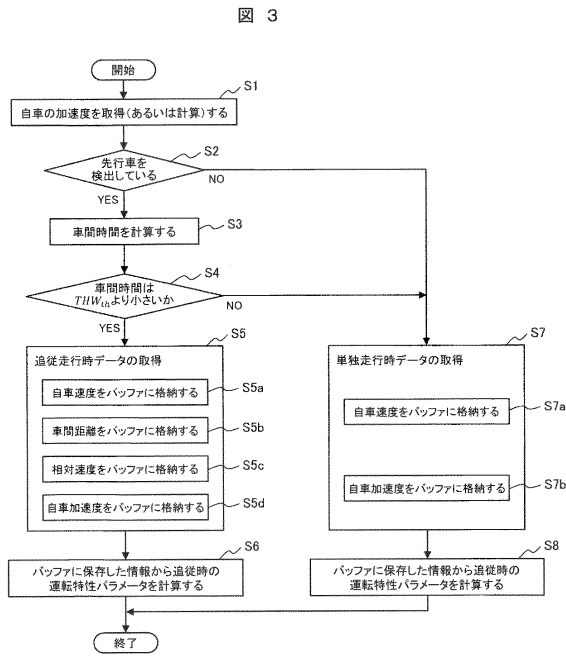 図 3
開始
S1
自車の加速度を取得(あるいは計算)する
S2
先行車を
検出している
NO
YES
S3
車間時間を計算する
S4
車間時間は
THWthより小さいか
NO
YES
S5
追従走行時データの取得
自車速度をバッファに格納する
S5a
車間距離をバッファに格納する
S5b
相対速度をバッファに格納する
S5c
自車加速度をバッファに格納する
S5d
S7
単独走行時データの取得
自車速度をバッファに格納する
S7a
自車加速度をバッファに格納する
S7b
S6
バッファに保存した情報から追従時の
運転特性パラメータを計算する
S8
バッファに保存した情報から追従時の
運転特性パラメータを計算する
終了